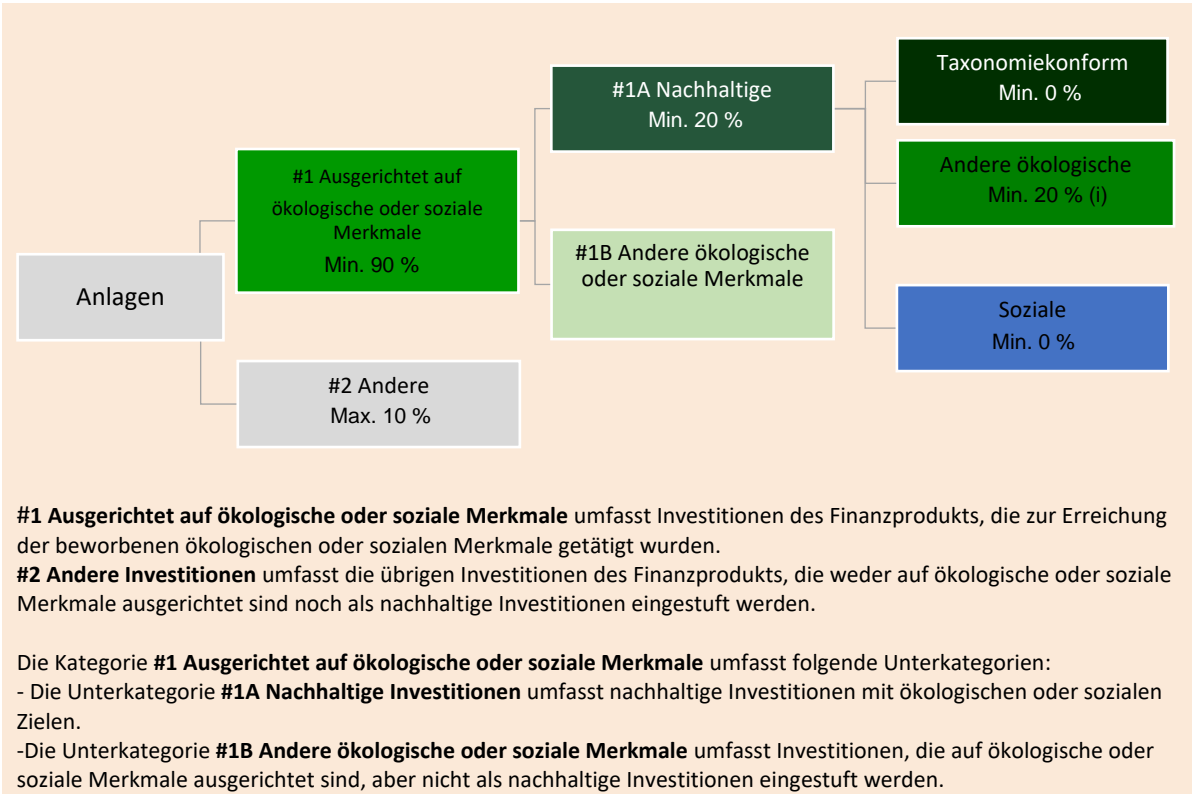 Anlagen
#1 Ausgerichtet auf
ökologische oder soziale
Merkmale
Min. 90 %
#2 Andere
Max. 10 %
#1A Nachhaltige
Min. 20 %
#1B Andere ökologische
oder soziale Merkmale
Taxonomiekonform
Min. 0 %
Andere ökologische
Min. 20 % (i)
Soziale
Min. 0 %
#1 Ausgerichtet auf ökologische oder soziale Merkmale umfasst Investitionen des Finanzprodukts, die zur Erreichung
der beworbenen ökologischen oder sozialen Merkmale getätigt wurden.
#2 Andere Investitionen umfasst die übrigen Investitionen des Finanzprodukts, die weder auf ökologische oder soziale
Merkmale ausgerichtet sind noch als nachhaltige Investitionen eingestuft werden.
Die Kategorie #1 Ausgerichtet auf ökologische oder soziale Merkmale umfasst folgende Unterkategorien:
- Die Unterkategorie #1A Nachhaltige Investitionen umfasst nachhaltige Investitionen mit ökologischen oder sozialen
Zielen.
-Die Unterkategorie #1B Andere ökologische oder soziale Merkmale umfasst Investitionen, die auf ökologische oder
soziale Merkmale ausgerichtet sind, aber nicht als nachhaltige Investitionen eingestuft werden.